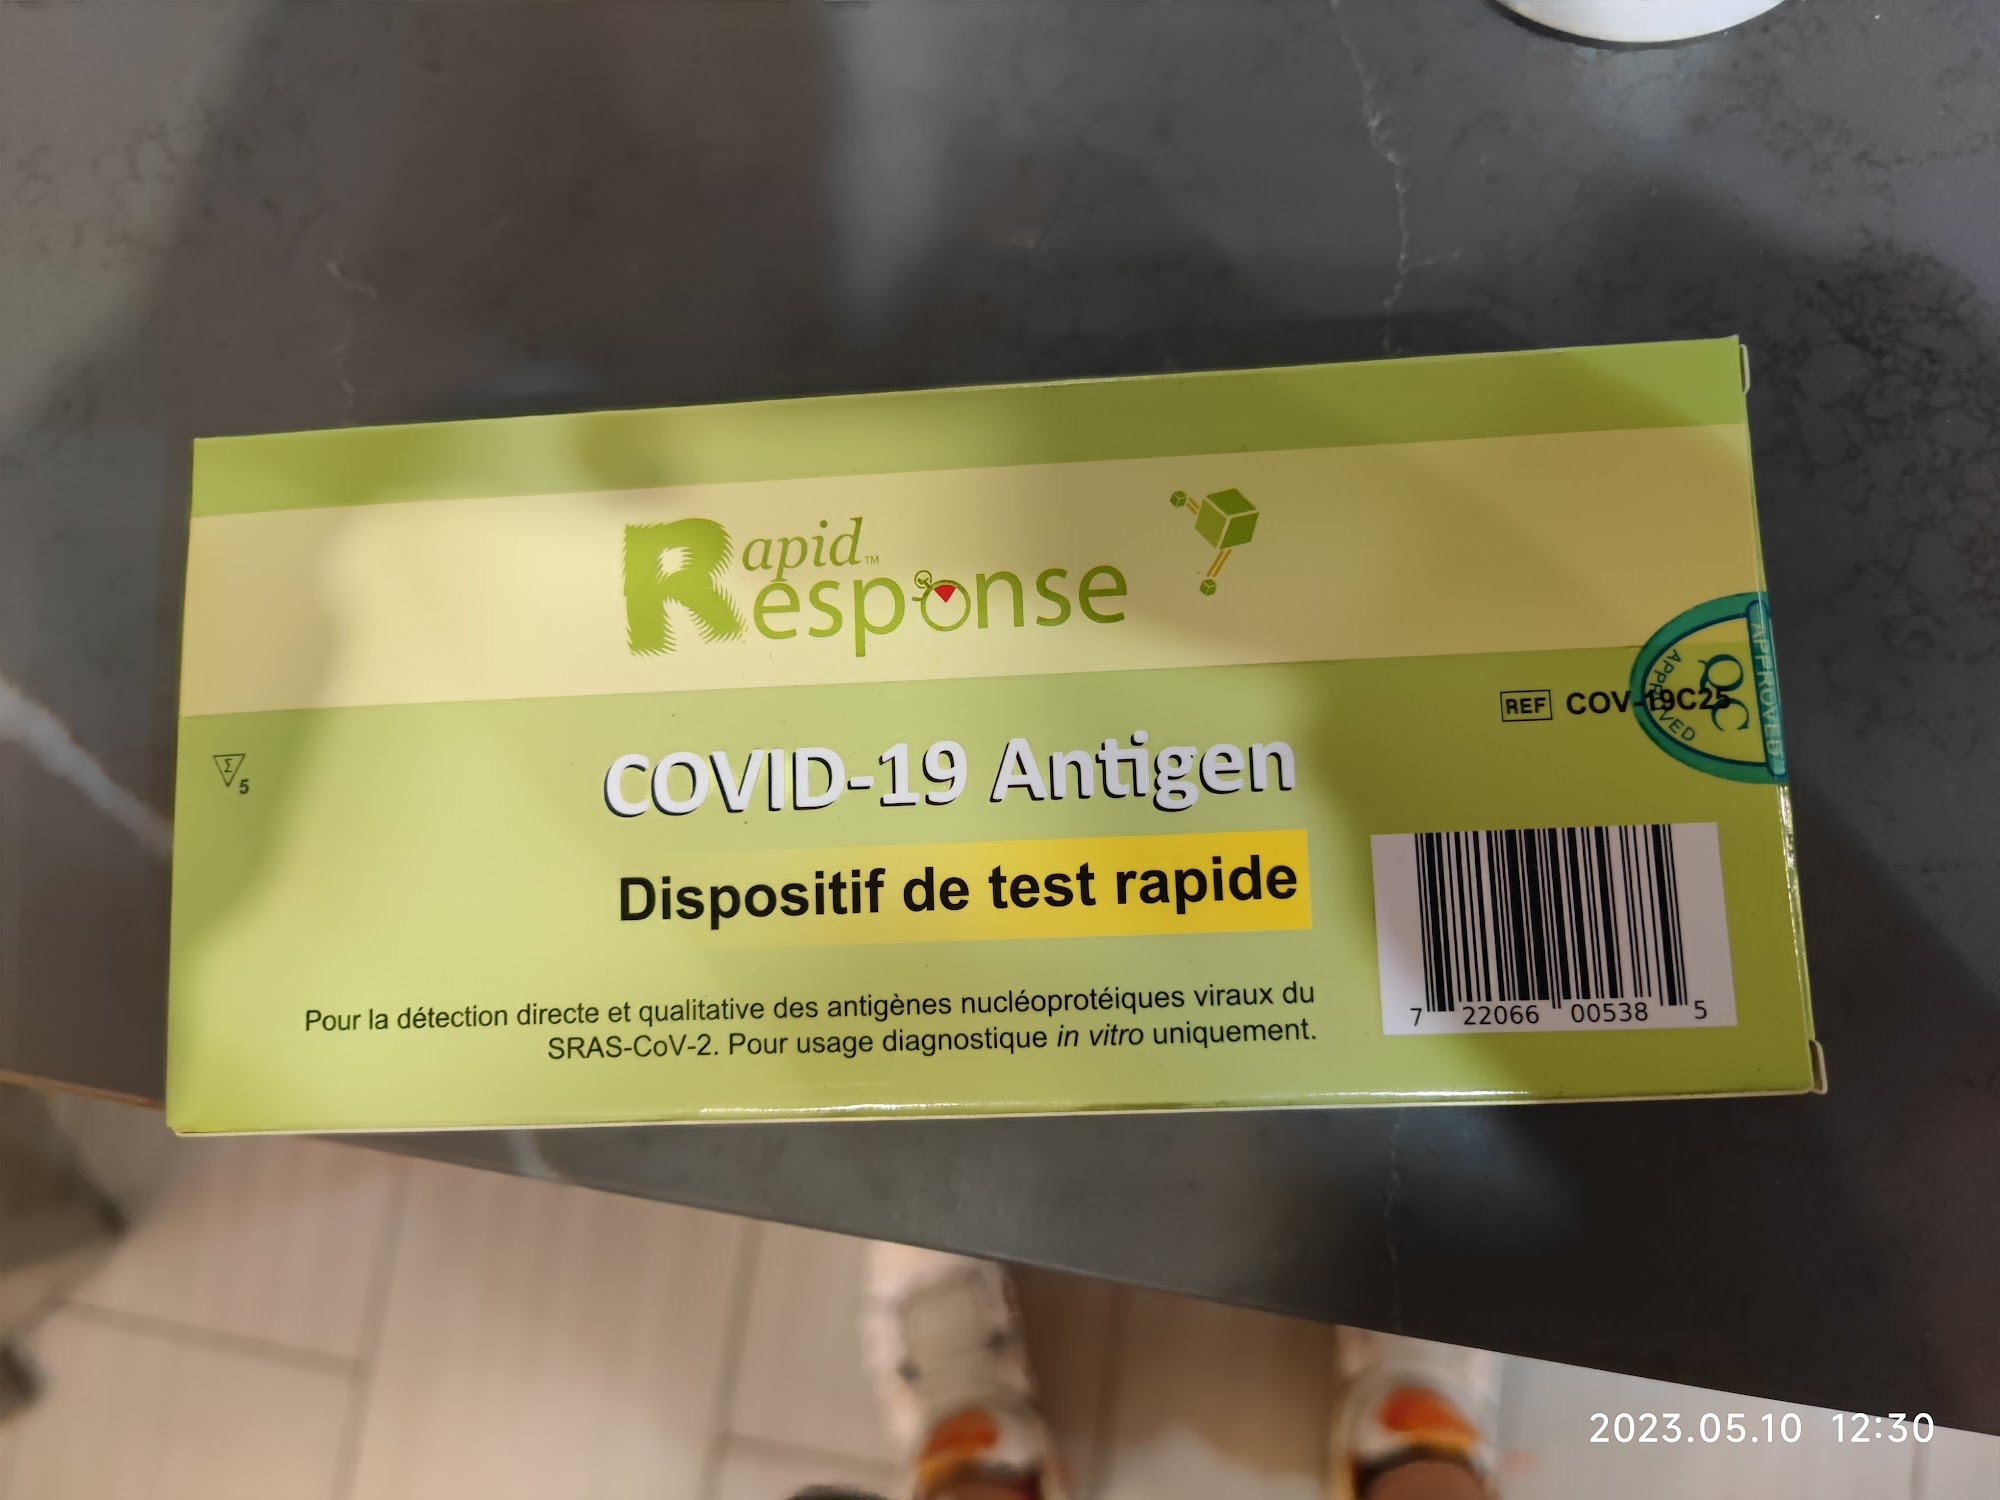 Rapid™
Response
REF COV-19C25
APPROVED
QC
APPROVED
Σ 5
COVID-19 Antigen
Dispositif de test rapide
Pour la détection directe et qualitative des antigènes nucléoprotéiques viraux du
SRAS-CoV-2. Pour usage diagnostique in vitro uniquement.
7 22066 00538 5
2023.05.10 12:30